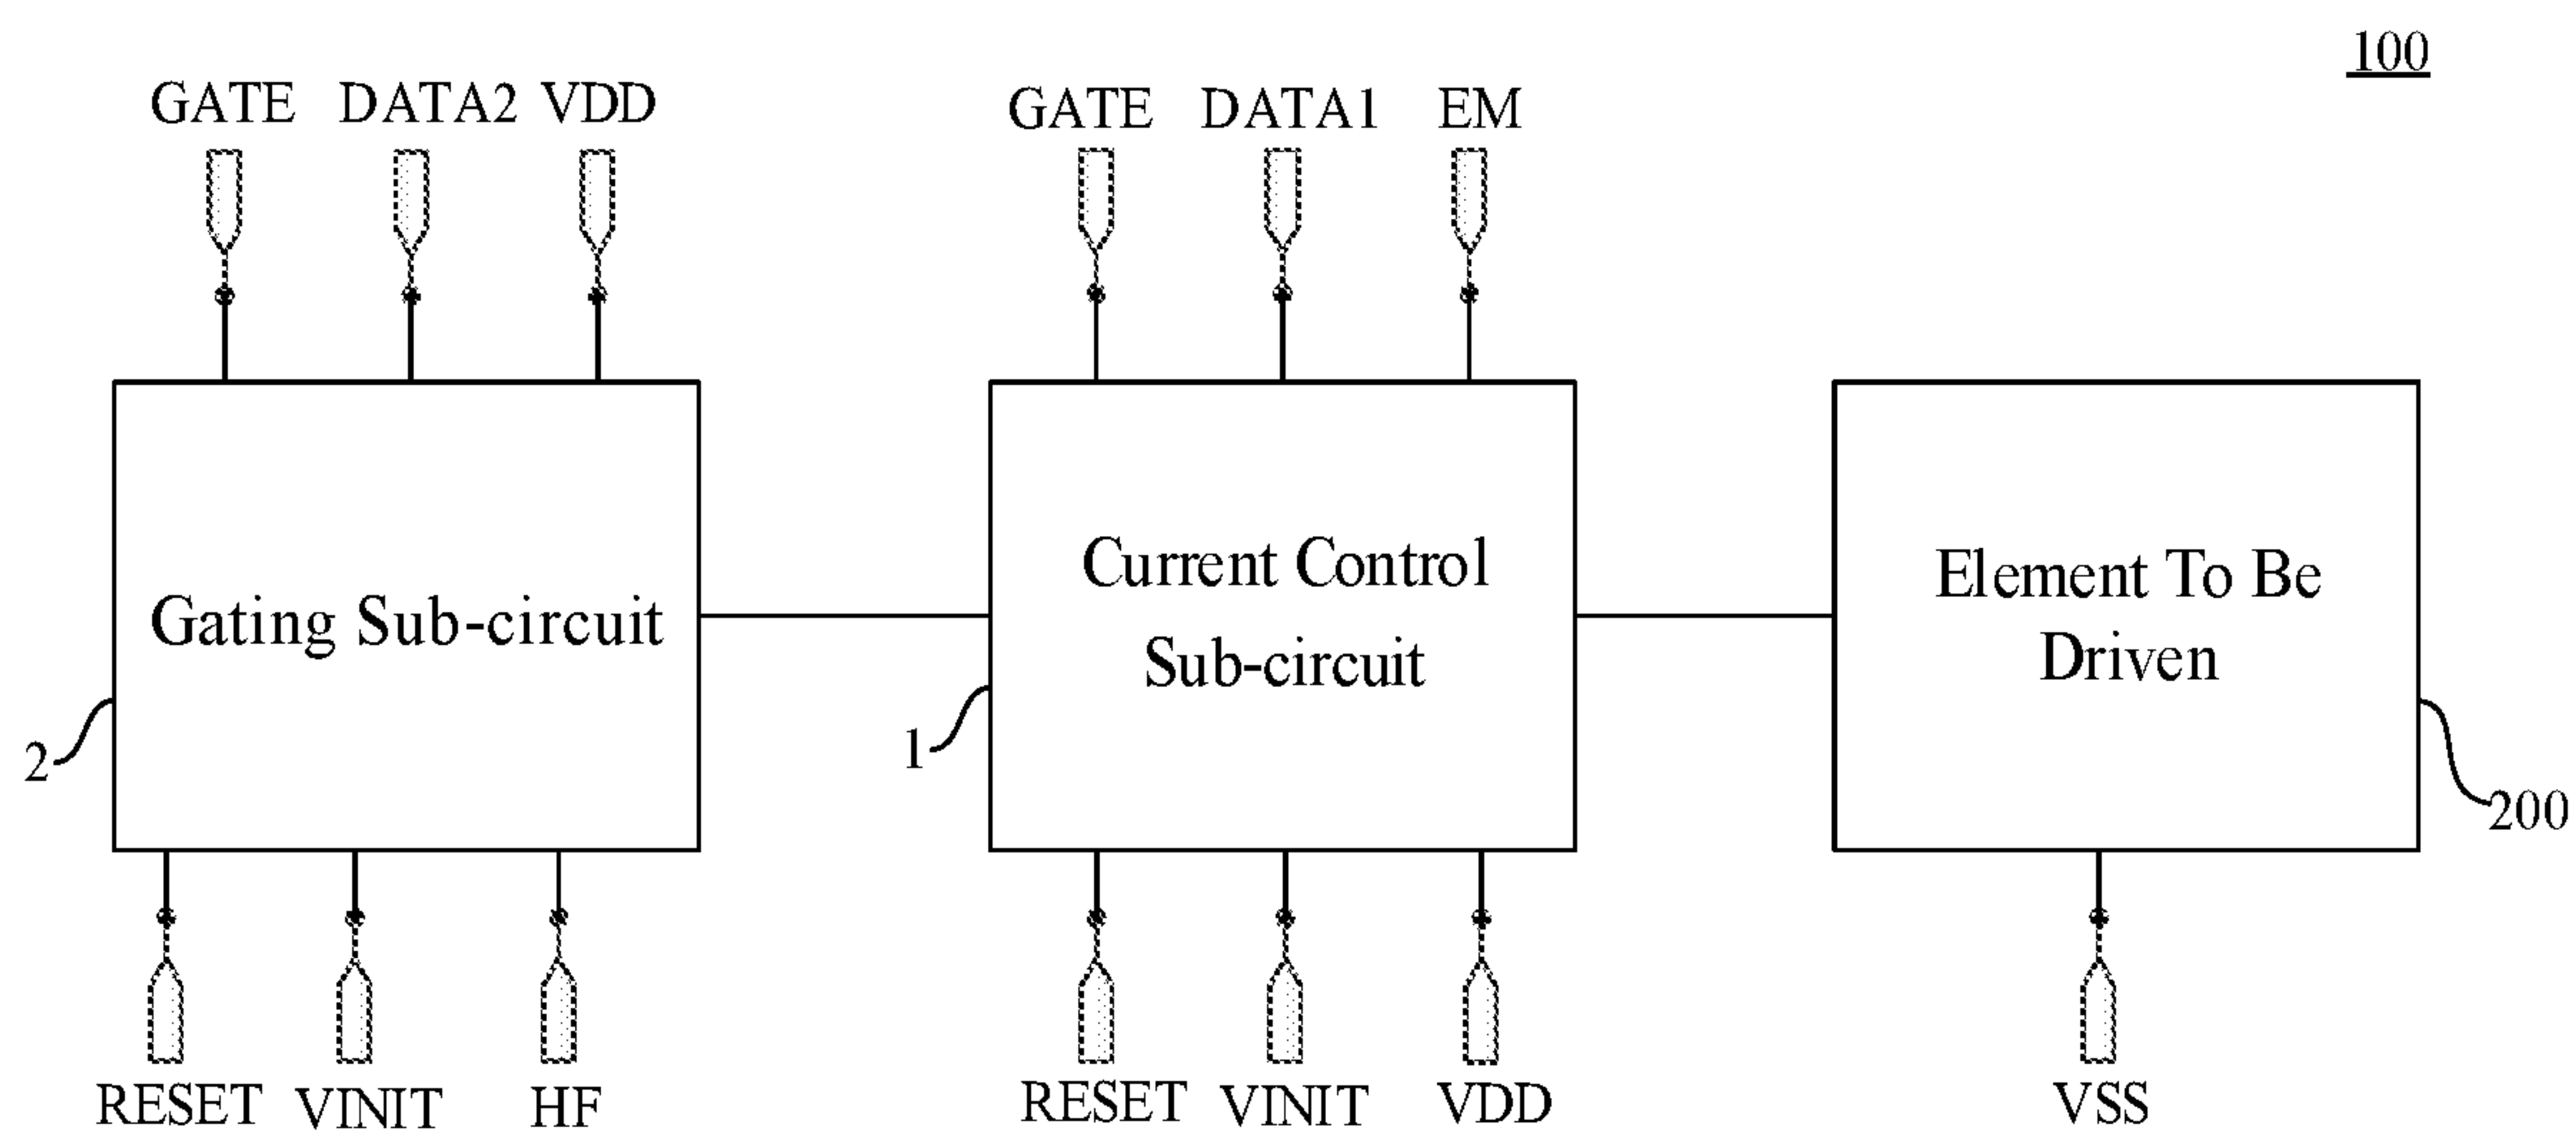 100
GATE DATA2 VDD
GATE DATA1 EM
Gating Sub-circuit
2
Current Control
Sub-circuit
1
Element To Be
Driven
200
RESET VINIT HF
RESET VINIT VDD
VSS